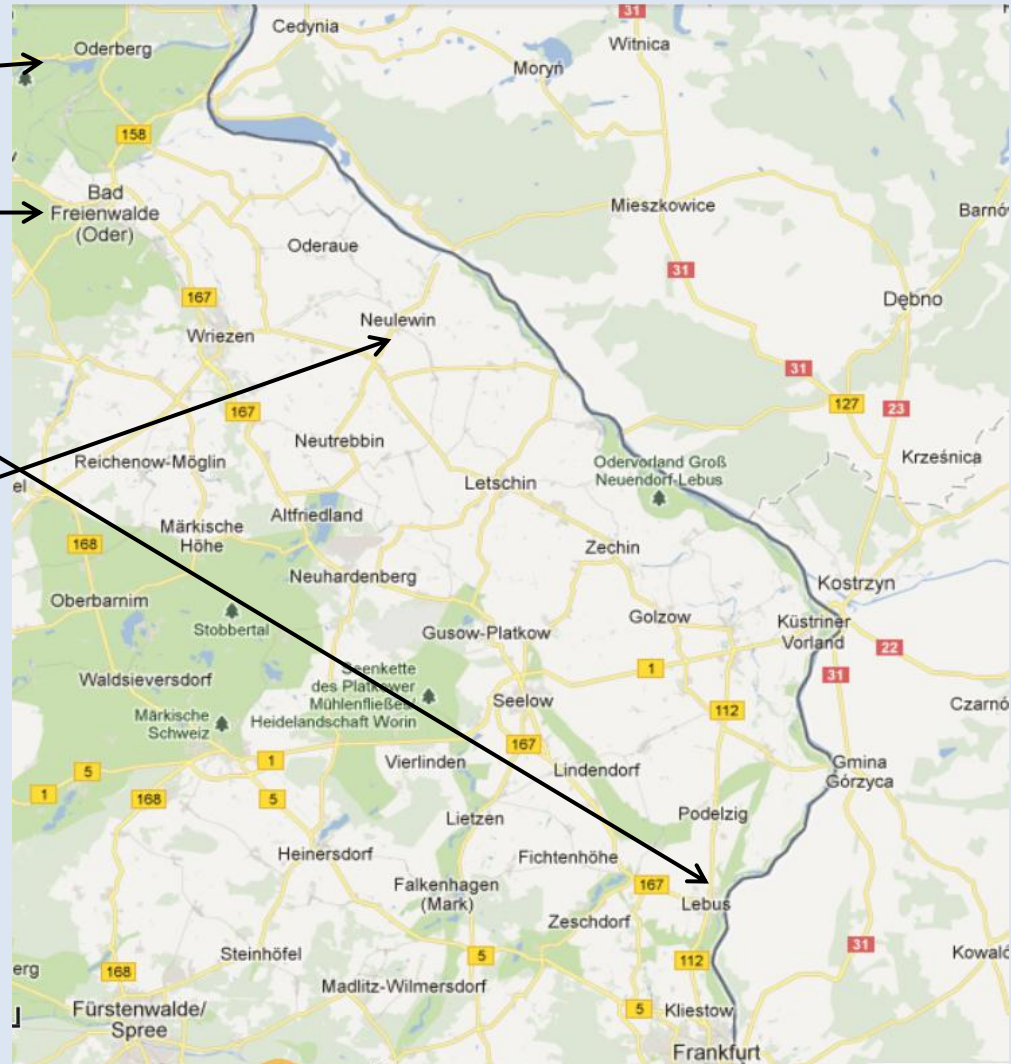 Cedynia
31
Witnica
Oderberg
Moryń
158
Bad
Freienwalde
(Oder)
Mieszkowice
Oderaue
31
167
Dębno
Neulewin
Wriezen
31
127
23
167
Neutrebbin
Reichenow-Möglin
Odervorland Groß
Neuendorf-Lebus
Krześnica
el
Letschin
Altfriedland
Märkische
Höhe
168
Zechin
Neuhardenberg
Kostrzyn
Oberbarnim
Stobbertal
Golzow
Küstriner
Vorland
Gusow-Platkow
22
1
31
Waldsieversdorf
Seenkette
des Platkower
Mühlenfließes/
Heidelandschaft Worin
Seelow
Märkische
Schweiz
112
167
1
Vierlinden
Lindendorf
Gmina
Górzyca
5
1
168
5
Podelzig
Lietzen
Heinersdorf
Fichtenhöhe
Falkenhagen
(Mark)
167
Lebus
Zeschdorf
31
Steinhöfel
5
112
erg
168
Madlitz-Wilmersdorf
Fürstenwalde/
Spree
5
Kliestow
Frankfurt